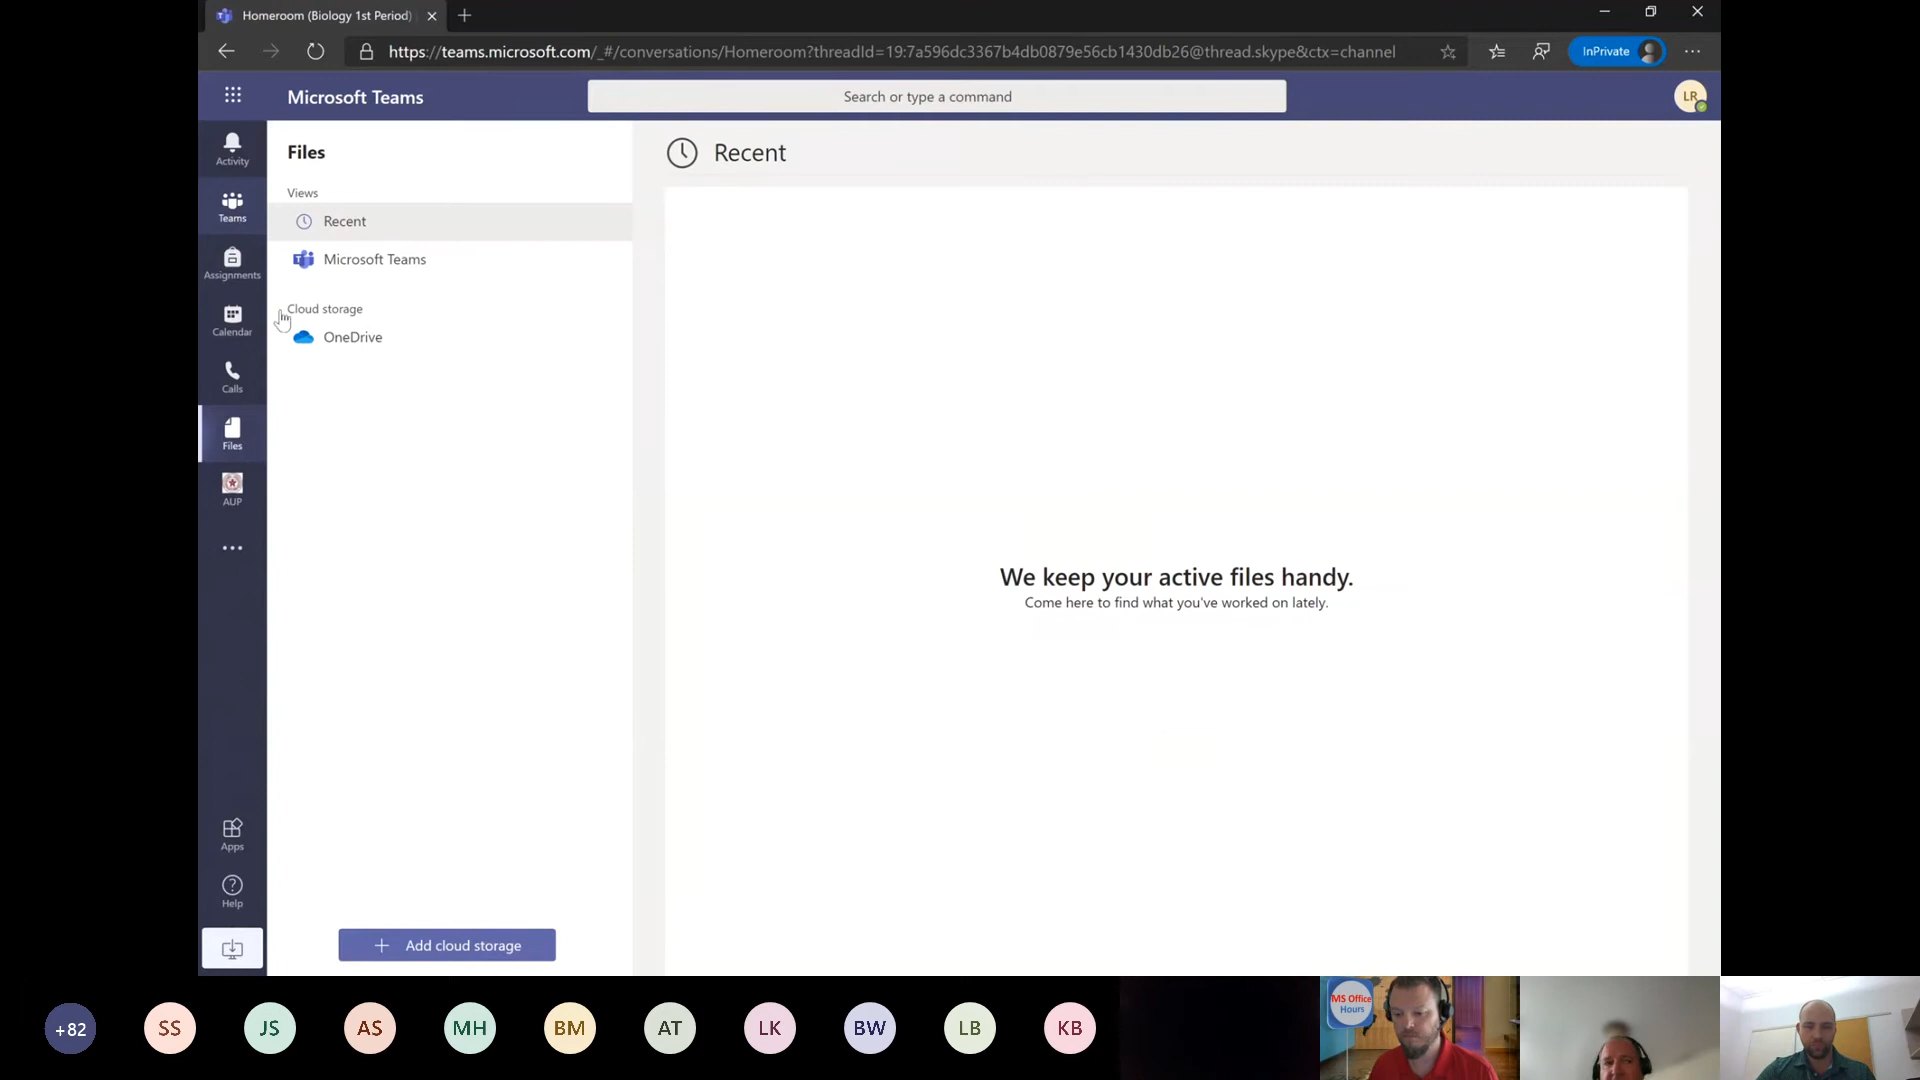 Homeroom (Biology 1st Period)
https://teams.microsoft.com/_#/conversations/Homeroom?threadId=19:7a596dc3367b4db0879e56cb1430db26@thread.skype&ctx=channel
InPrivate
Microsoft Teams
Search or type a command
LR
Activity
Teams
Assignments
Calendar
Calls
Files
AUP
Apps
Help
Files
Views
Recent
Microsoft Teams
Cloud storage
OneDrive
Add cloud storage
Recent
We keep your active files handy.
Come here to find what you've worked on lately.
+82
SS
JS
AS
MH
BM
AT
LK
BW
LB
KB
MS Office
Hours